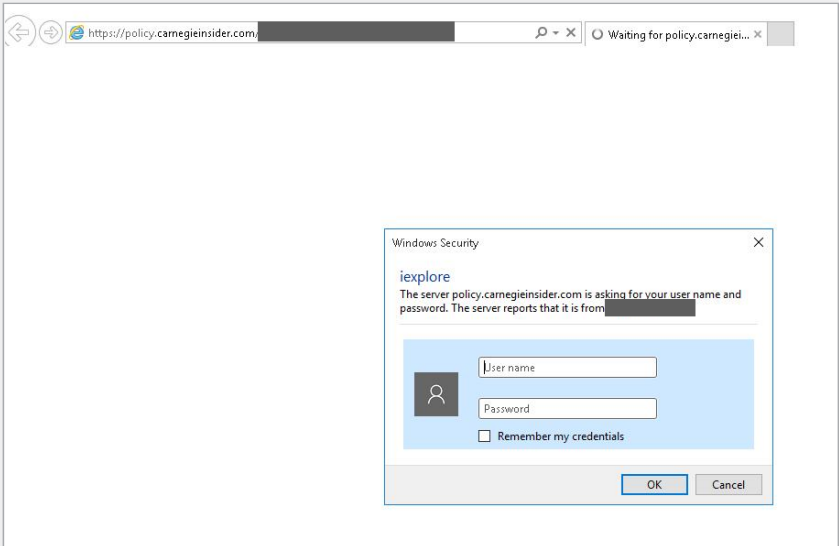 https://policy.carnegieinsider.com/
Waiting for policy.carnegiei...
Windows Security
iexplore
The server policy.carnegieinsider.com is asking for your user name and
password. The server reports that it is from
User name
Password
Remember my credentials
OK
Cancel